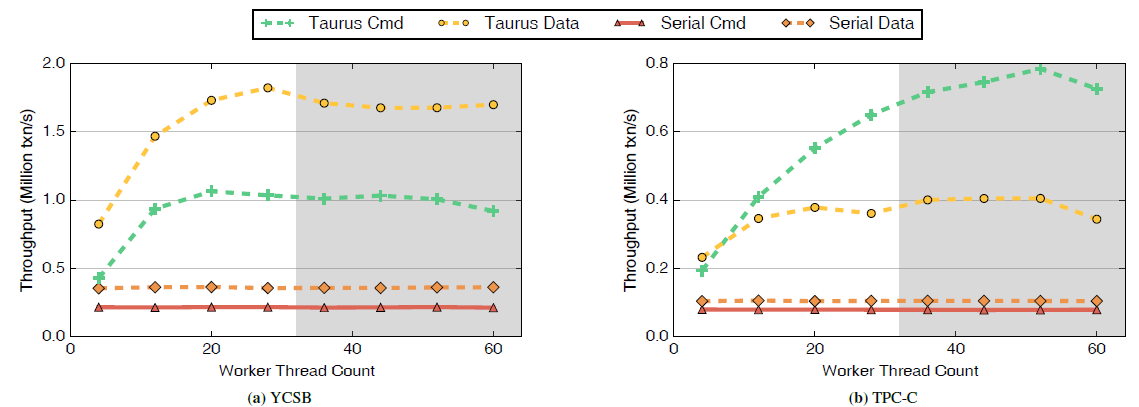 Taurus Cmd Taurus Data Serial Cmd Serial Data
2.0
1.5
1.0
0.5
0.0
Throughput (Million txn/s)
0 20 40 60
Worker Thread Count
(a) YCSB
0.8
0.6
0.4
0.2
0.0
Throughput (Million txn/s)
0 20 40 60
Worker Thread Count
(b) TPC-C